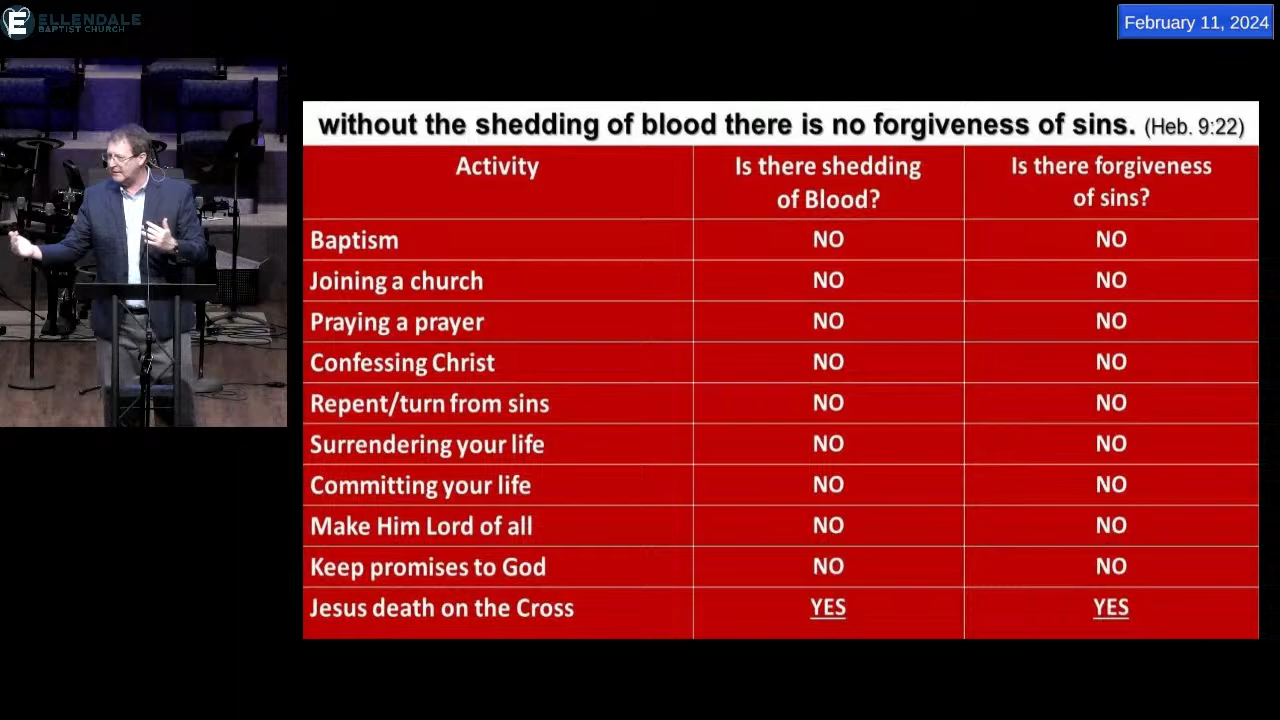 ELLENDALE
BAPTIST CHURCH
February 11, 2024
without the shedding of blood there is no forgiveness of sins. (Heb. 9:22)
Activity
Is there shedding
of Blood?
Is there forgiveness
of sins?
Baptism NO NO
Joining a church NO NO
Praying a prayer NO NO
Confessing Christ NO NO
Repent/turn from sins NO NO
Surrendering your life NO NO
Committing your life NO NO
Make Him Lord of all NO NO
Keep promises to God NO NO
Jesus death on the Cross YES YES